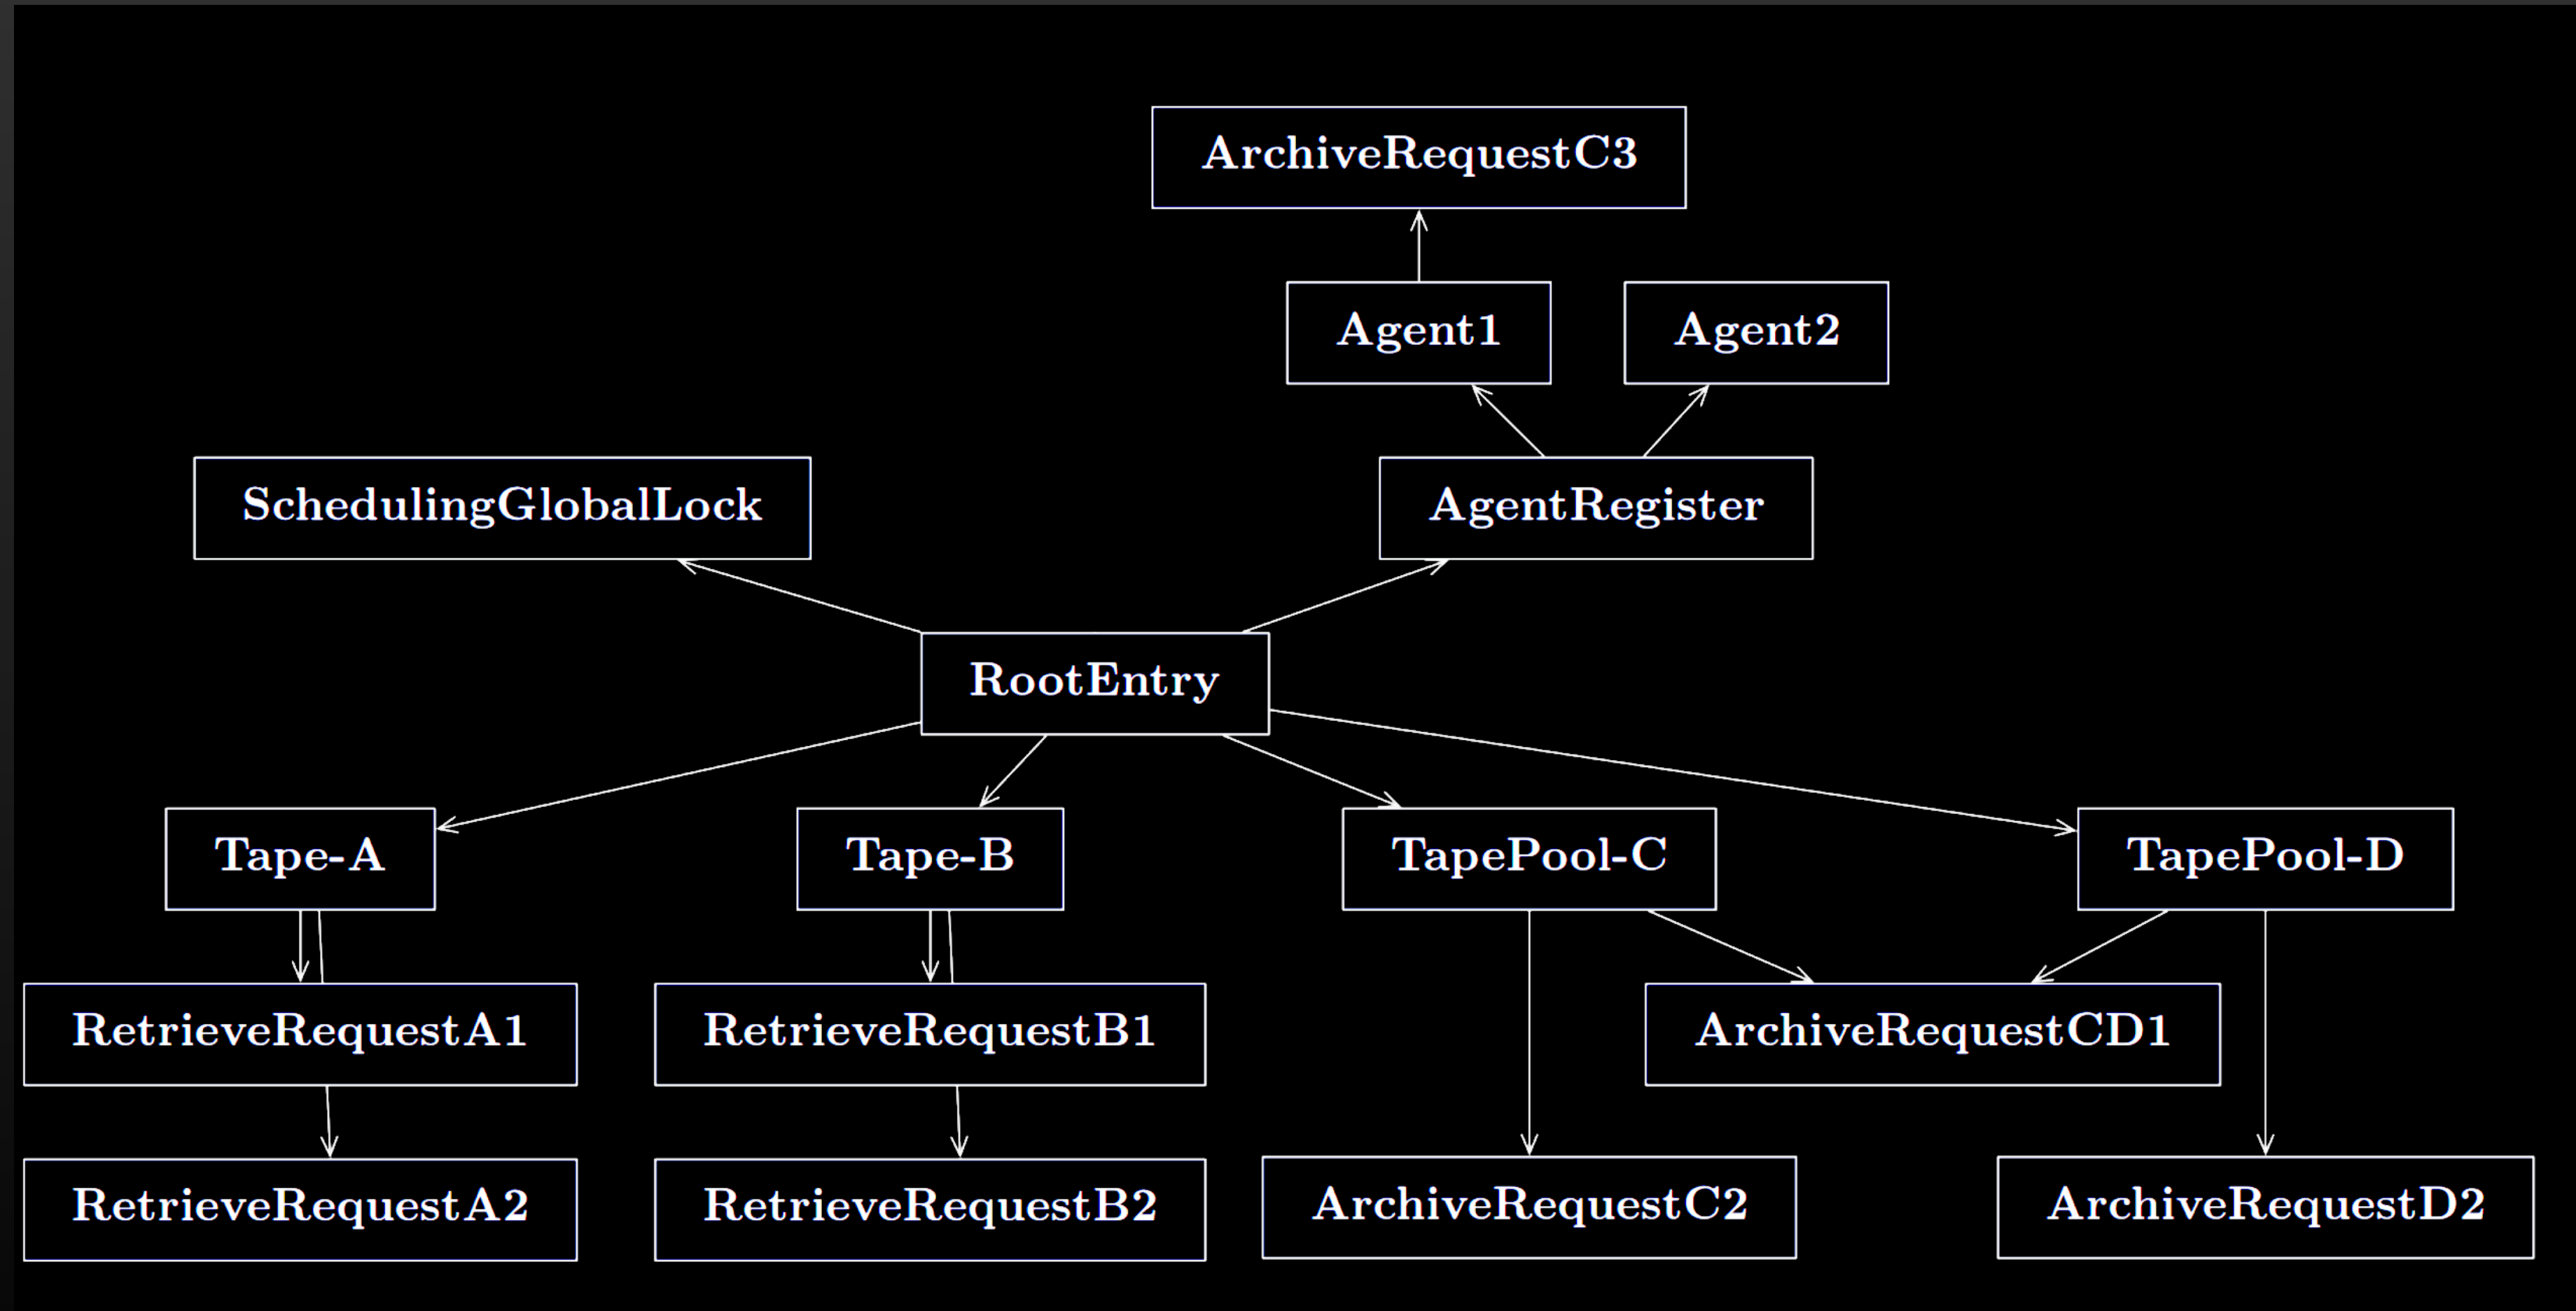 ArchiveRequestC3
Agent1
Agent2
SchedulingGlobalLock
AgentRegister
RootEntry
Tape-A
Tape-B
TapePool-C
TapePool-D
RetrieveRequestA1
RetrieveRequestB1
ArchiveRequestCD1
RetrieveRequestA2
RetrieveRequestB2
ArchiveRequestC2
ArchiveRequestD2